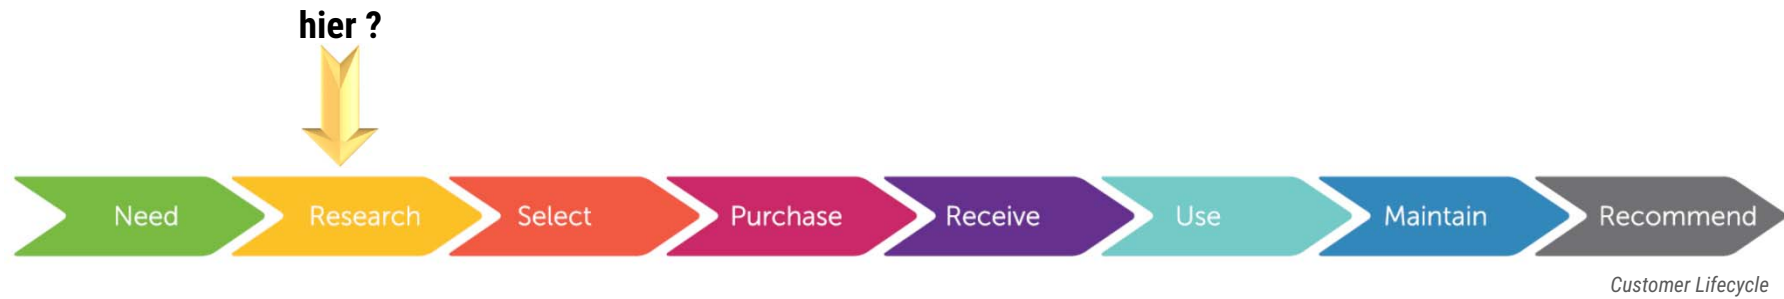 hier ?
Need Research Select Purchase Receive Use Maintain Recommend
Customer Lifecycle